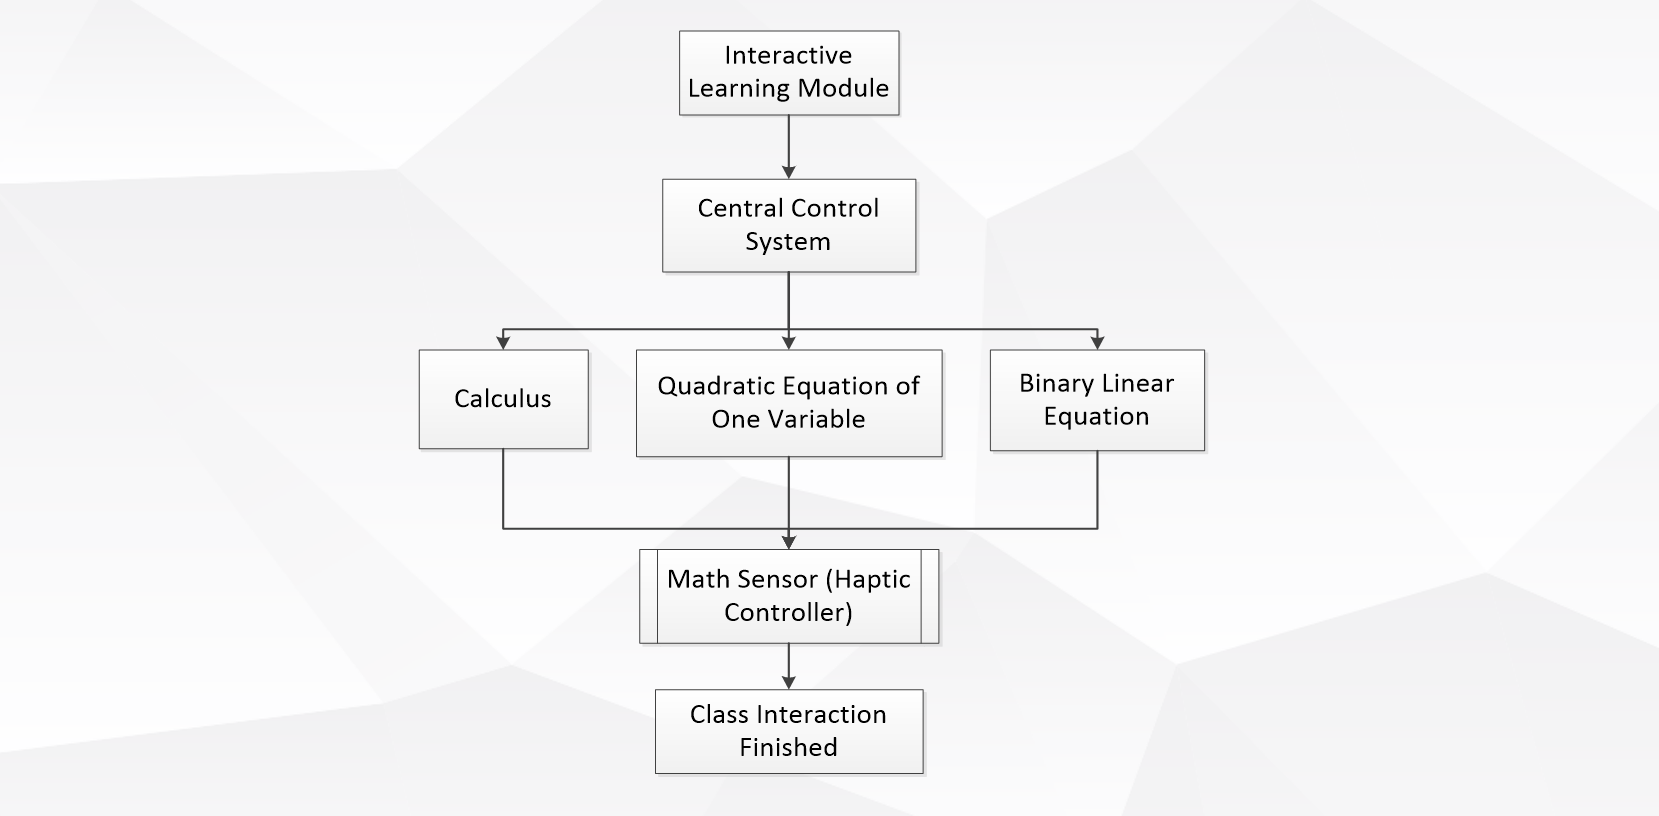 Interactive
Learning Module
Central Control
System
Calculus
Quadratic Equation of
One Variable
Binary Linear
Equation
Math Sensor (Haptic
Controller)
Class Interaction
Finished